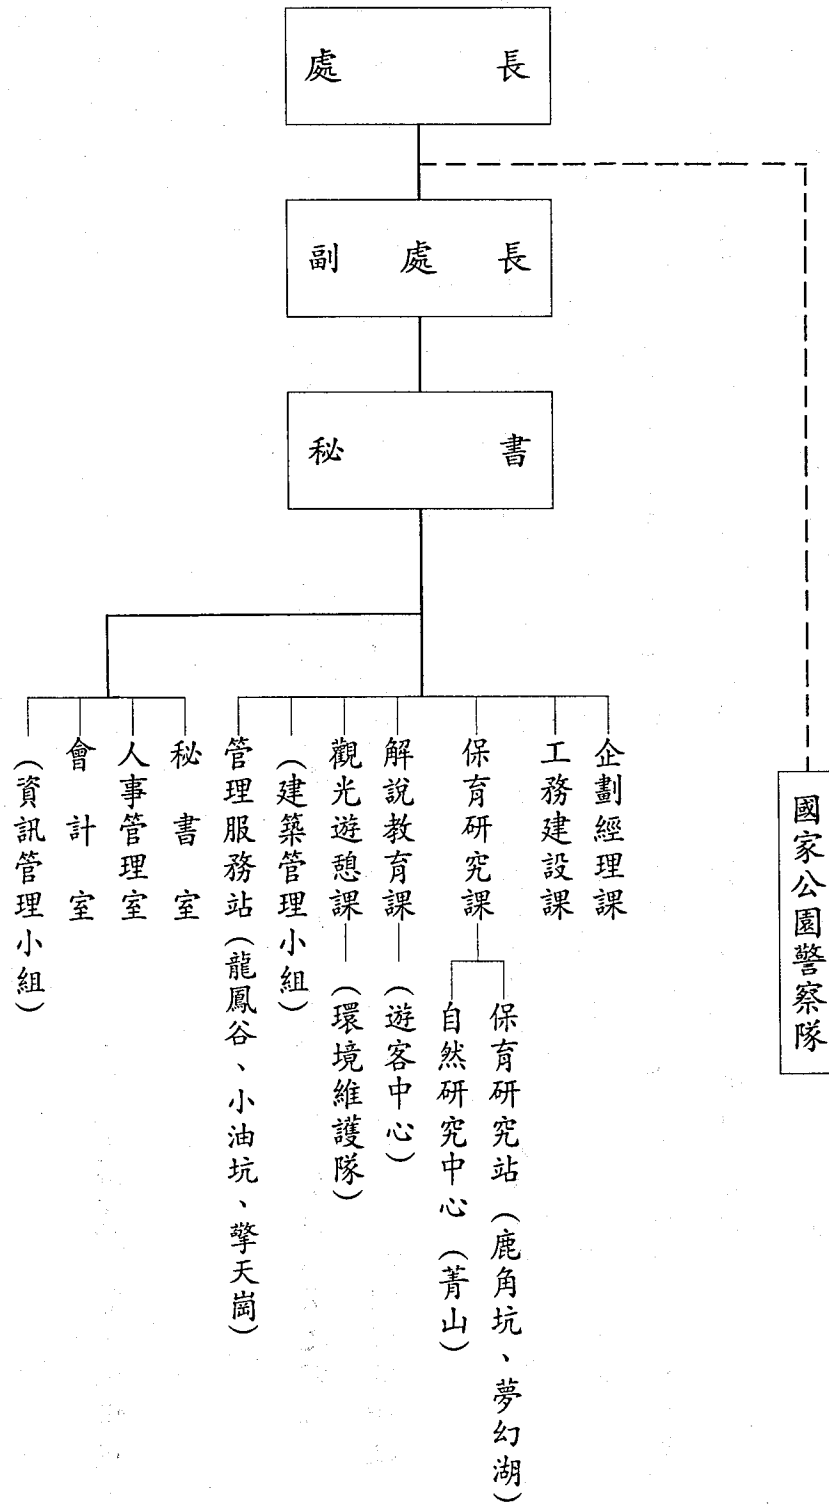 處長
副處長
秘書
國家公園警察隊
企劃經理課
工務建設課
保育研究課
保育研究站(鹿角坑、夢幻湖)
自然研究中心(菁山)
解說教育課—(遊客中心)
觀光遊憩課—(環境維護隊)
(建築管理小組)
管理服務站(龍鳳谷、小油坑、擎天崗)
秘書室
人事管理室
會計室
(資訊管理小組)